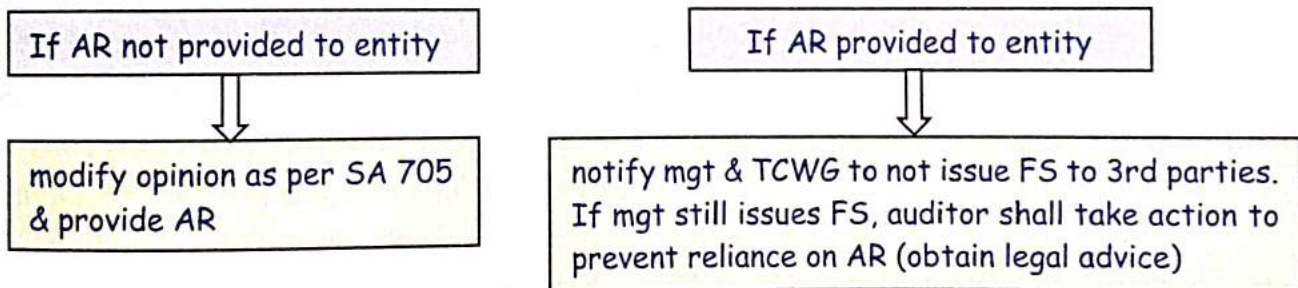 If AR not provided to entity
modify opinion as per SA 705
& provide AR
If AR provided to entity
notify mgt & TCWG to not issue FS to 3rd parties.
If mgt still issues FS, auditor shall take action to
prevent reliance on AR (obtain legal advice)